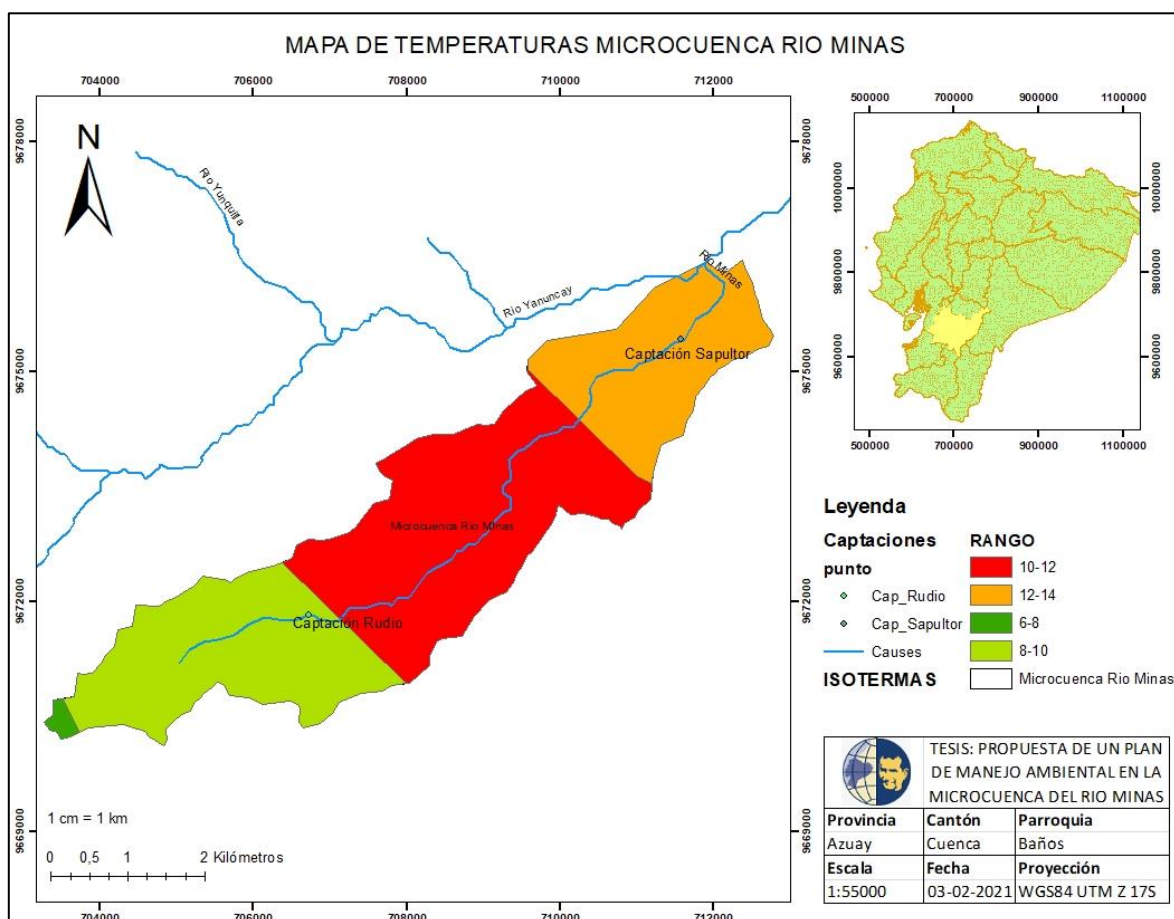 MAPA DE TEMPERATURAS MICROCUENCA RIO MINAS
704000 706000 708000 710000 712000
9678000 9678000
9675000 9675000
9672000 9672000
9669000 9669000
N
Rio Yunquilla
Rio Yanuncay
Rio Minas
Captación Sapultor
Microcuenca Rio Minas
Captación Rudio
1 cm = 1 km
0 0,5 1 2 Kilómetros
704000 706000 708000 710000 712000
500000 700000 900000 1100000
10000000 10000000
9800000 9800000
9600000 9600000
500000 700000 900000 1100000
Leyenda
Captaciones RANGO
punto 10-12
Cap_Rudio 12-14
Cap_Sapultor 6-8
Causes 8-10
ISOTERMAS Microcuenca Rio Minas
TESIS: PROPUESTA DE UN PLAN
DE MANEJO AMBIENTAL EN LA
MICROCUENCA DEL RIO MINAS
Provincia Cantón Parroquia
Azuay Cuenca Baños
Escala Fecha Proyección
1:55000 03-02-2021 WGS84 UTM Z 17S